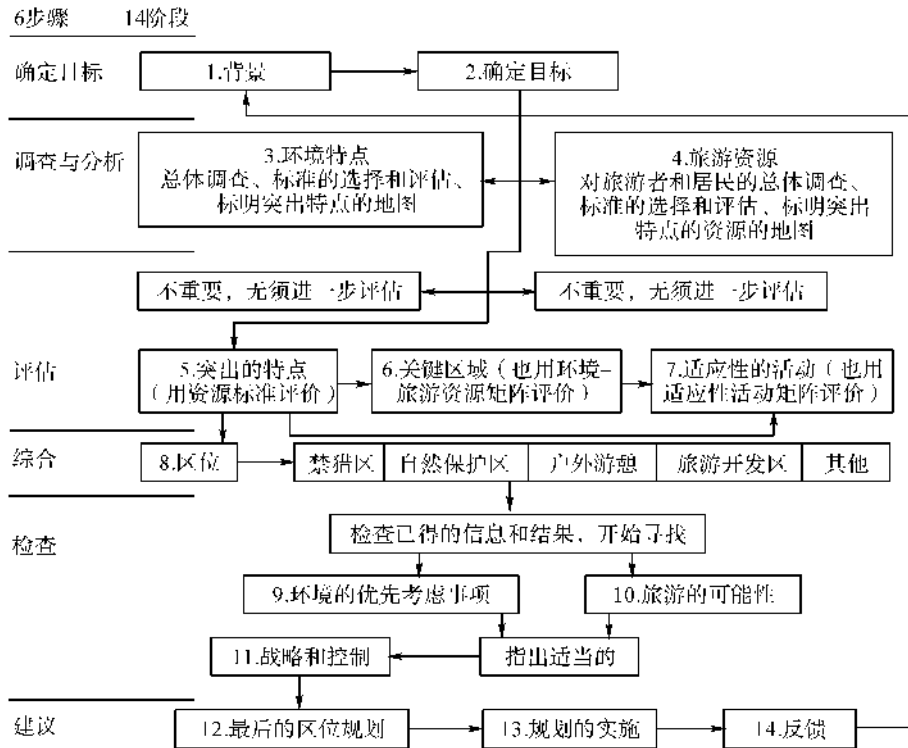 6步骤 14阶段
确定目标
1.背景
2.确定目标
调查与分析
3.环境特点
总体调查、标准的选择和评估、
标明突出特点的地图
4.旅游资源
对旅游者和居民的总体调查、
标准的选择和评估、标明突出
特点的资源的地图
不重要，无须进一步评估
不重要，无须进一步评估
评估
5.突出的特点
（用资源标准评价）
6.关键区域（也用环境–
旅游资源矩阵评价）
7.适应性的活动（也用
适应性活动矩阵评价）
综合
8.区位
禁猎区
自然保护区
户外游憩
旅游开发区
其他
检查
检查已得的信息和结果，开始寻找
9.环境的优先考虑事项
10.旅游的可能性
11.战略和控制
指出适当的
建议
12.最后的区位规划
13.规划的实施
14.反馈